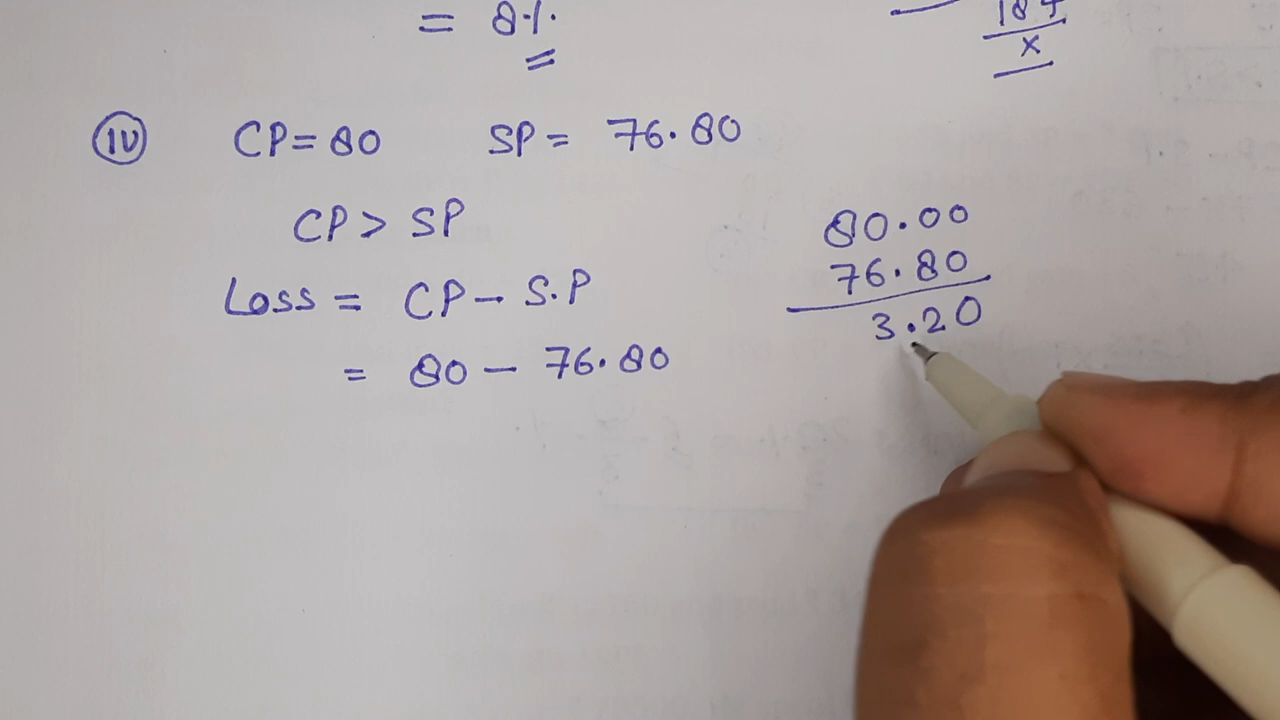 = 8%.
184
x
(iv) CP = 80 SP = 76.80
CP > SP
Loss = CP - S.P
= 80 - 76.80
80.00
76.80
3.20